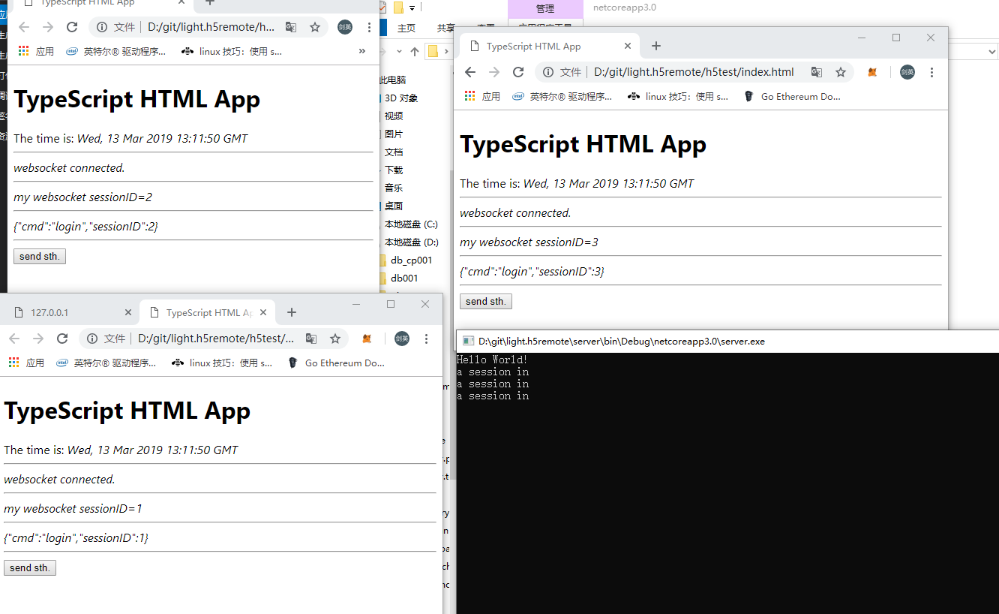 TypeScript HTML App
文件
D:/git/light.h5remote/h...
剑英
应用
英特尔® 驱动程序...
linux 技巧：使用 s...
»
TypeScript HTML App
The time is: Wed, 13 Mar 2019 13:11:50 GMT
websocket connected.
my websocket sessionID=2
{"cmd":"login","sessionID":2}
send sth.
管理
netcoreapp3.0
主页
共享
此电脑
3D 对象
视频
图片
文档
下载
音乐
桌面
本地磁盘 (C:)
本地磁盘 (D:)
db_cp001
db001
TypeScript HTML App
文件
D:/git/light.h5remote/h5test/index.html
剑英
应用
英特尔® 驱动程序...
linux 技巧：使用 s...
Go Ethereum Do...
TypeScript HTML App
The time is: Wed, 13 Mar 2019 13:11:50 GMT
websocket connected.
my websocket sessionID=3
{"cmd":"login","sessionID":3}
send sth.
127.0.0.1
TypeScript HTML Ap
文件
D:/git/light.h5remote/h5test/...
剑英
应用
英特尔® 驱动程序...
linux 技巧：使用 s...
Go Ethereum Do...
TypeScript HTML App
The time is: Wed, 13 Mar 2019 13:11:50 GMT
websocket connected.
my websocket sessionID=1
{"cmd":"login","sessionID":1}
send sth.
D:\git\light.h5remote\server\bin\Debug\netcoreapp3.0\server.exe
Hello World!
a session in
a session in
a session in